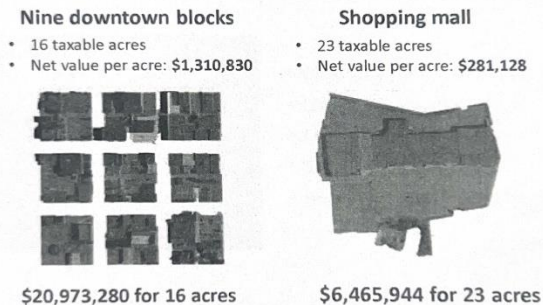 Nine downtown blocks
• 16 taxable acres
• Net value per acre: $1,310,830
$20,973,280 for 16 acres
Shopping mall
• 23 taxable acres
• Net value per acre: $281,128
$6,465,944 for 23 acres